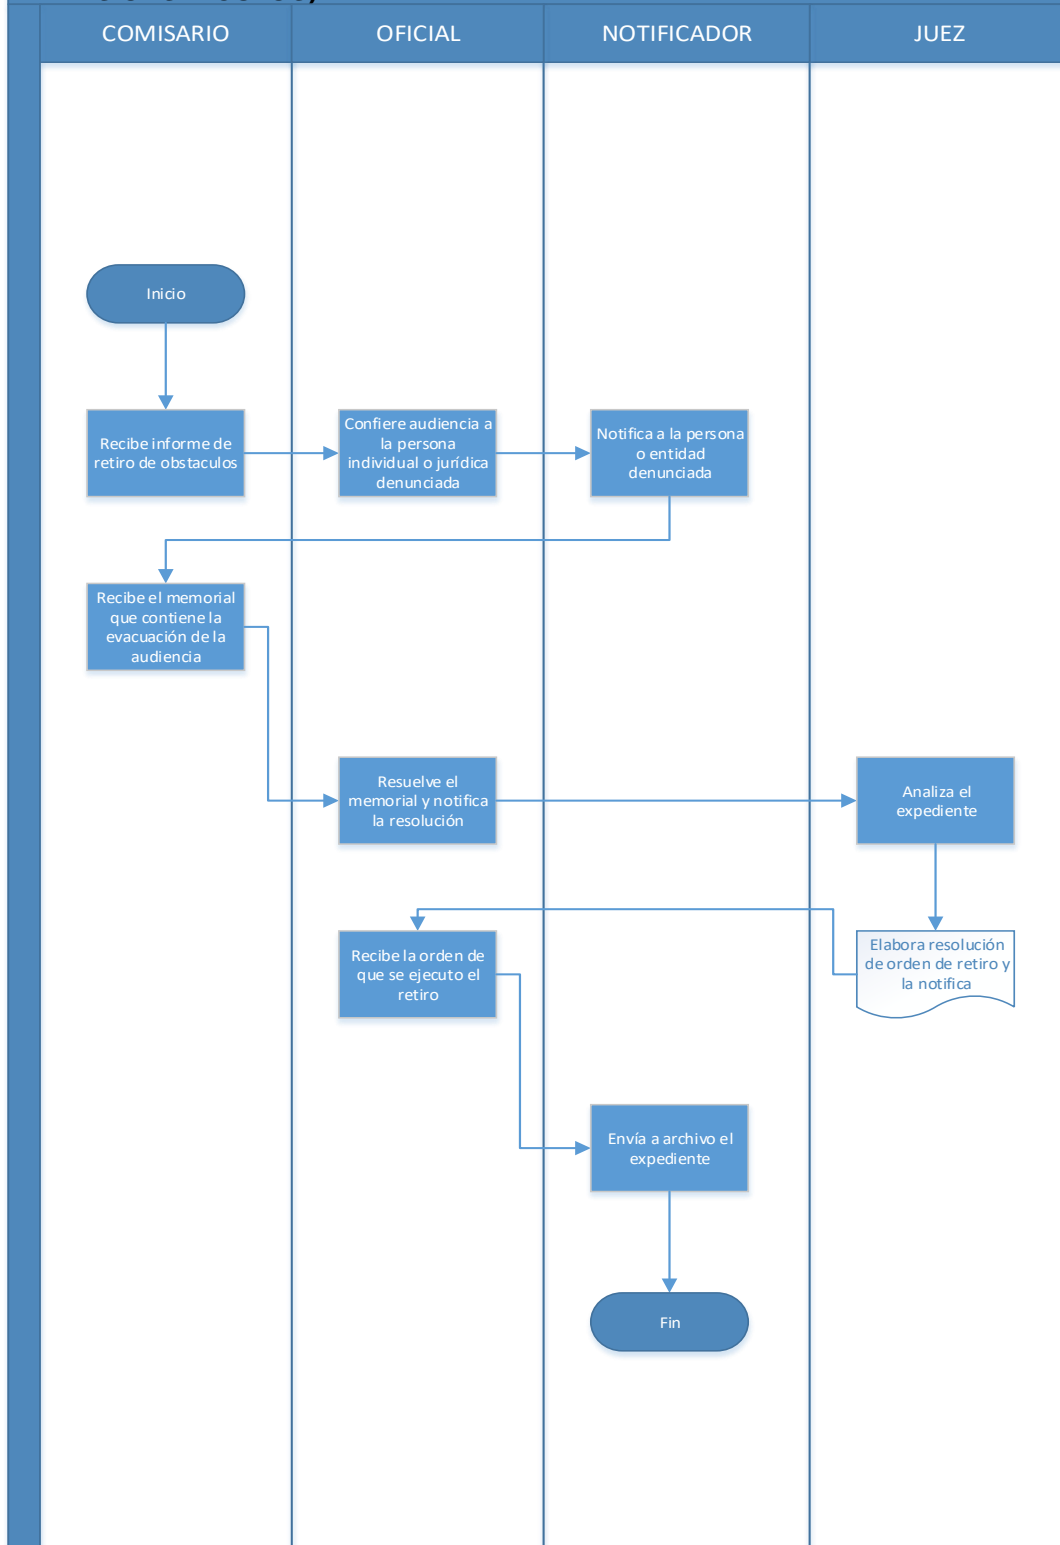 COMISARIO
OFICIAL
NOTIFICADOR
JUEZ
Inicio
Recibe informe de
retiro de obstaculos
Confiere audiencia a
la persona
individual o jurídica
denunciada
Notifica a la persona
o entidad
denunciada
Recibe el memorial
que contiene la
evacuación de la
audiencia
Resuelve el
memorial y notifica
la resolución
Analiza el
expediente
Elabora resolución
de orden de retiro y
la notifica
Recibe la orden de
que se ejecuto el
retiro
Envía a archivo el
expediente
Fin